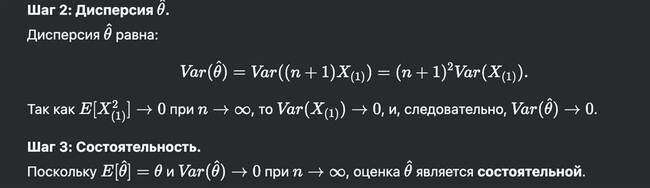 Шаг 2: Дисперсия θ̂.
Дисперсия θ̂ равна:
Var(θ̂) = Var((n + 1)X₍₁₎) = (n + 1)²Var(X₍₁₎).
Так как E[X²₍₁₎] → 0 при n → ∞, то Var(X₍₁₎) → 0, и, следовательно, Var(θ̂) → 0.
Шаг 3: Состоятельность.
Поскольку E[θ̂] = θ и Var(θ̂) → 0 при n → ∞, оценка θ̂ является состоятельной.